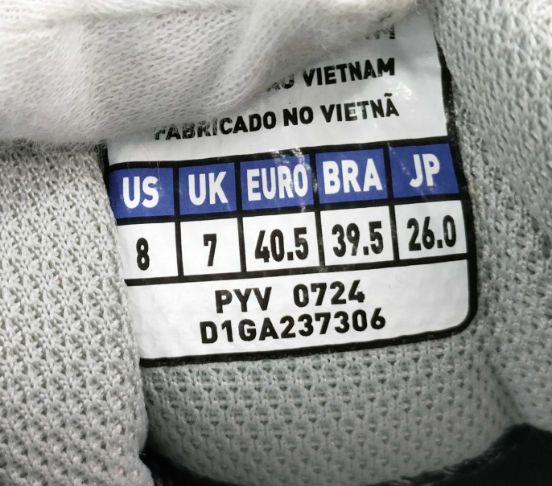 VIETNAM
FABRICADO NO VIETNÃ
US UK EURO BRA JP
8 7 40.5 39.5 26.0
PYV 0724
D1GA237306